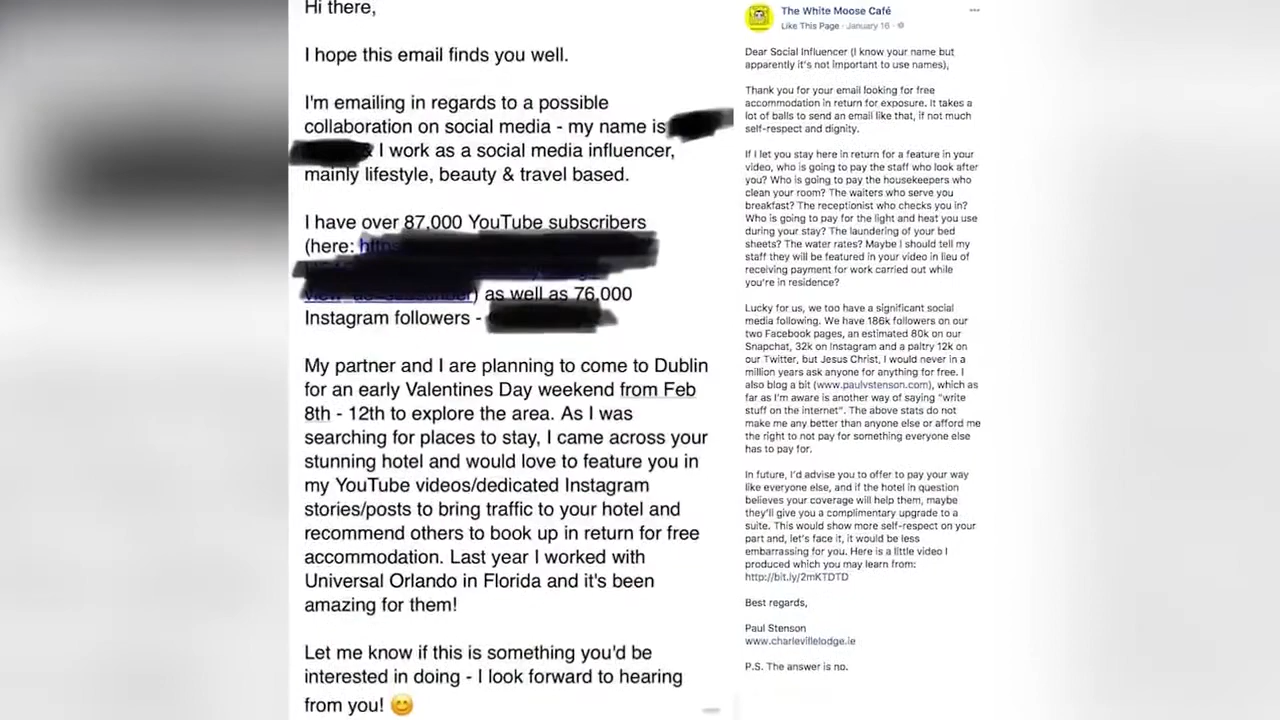 Hi there,
I hope this email finds you well.
I'm emailing in regards to a possible
collaboration on social media - my name is
I work as a social media influencer,
mainly lifestyle, beauty & travel based.
I have over 87,000 YouTube subscribers
(here: https
) as well as 76,000
Instagram followers -
My partner and I are planning to come to Dublin
for an early Valentines Day weekend from Feb
8th - 12th to explore the area. As I was
searching for places to stay, I came across your
stunning hotel and would love to feature you in
my YouTube videos/dedicated Instagram
stories/posts to bring traffic to your hotel and
recommend others to book up in return for free
accommodation. Last year I worked with
Universal Orlando in Florida and it's been
amazing for them!
Let me know if this is something you'd be
interested in doing - I look forward to hearing
from you! 😊
The White Moose Café
Like This Page · January 16 ·
Dear Social Influencer (I know your name but
apparently it's not important to use names),
Thank you for your email looking for free
accommodation in return for exposure. It takes a
lot of balls to send an email like that, if not much
self-respect and dignity.
If I let you stay here in return for a feature in your
video, who is going to pay the staff who look after
you? Who is going to pay the housekeepers who
clean your room? The waiters who serve you
breakfast? The receptionist who checks you in?
Who is going to pay for the light and heat you use
during your stay? The laundering of your bed
sheets? The water rates? Maybe I should tell my
staff they will be featured in your video in lieu of
receiving payment for work carried out while
you're in residence?
Lucky for us, we too have a significant social
media following. We have 186k followers on our
two Facebook pages, an estimated 80k on our
Snapchat, 32k on Instagram and a paltry 12k on
our Twitter, but Jesus Christ, I would never in a
million years ask anyone for anything for free. I
also blog a bit (www.paulvstenson.com), which as
far as I'm aware is another way of saying "write
stuff on the internet". The above stats do not
make me any better than anyone else or afford me
the right to not pay for something everyone else
has to pay for.
In future, I'd advise you to offer to pay your way
like everyone else, and if the hotel in question
believes your coverage will help them, maybe
they'll give you a complimentary upgrade to a
suite. This would show more self-respect on your
part and, let's face it, it would be less
embarrassing for you. Here is a little video I
produced which you may learn from:
http://bit.ly/2mKTDTD
Best regards,
Paul Stenson
www.charlevillelodge.ie
P.S. The answer is no.